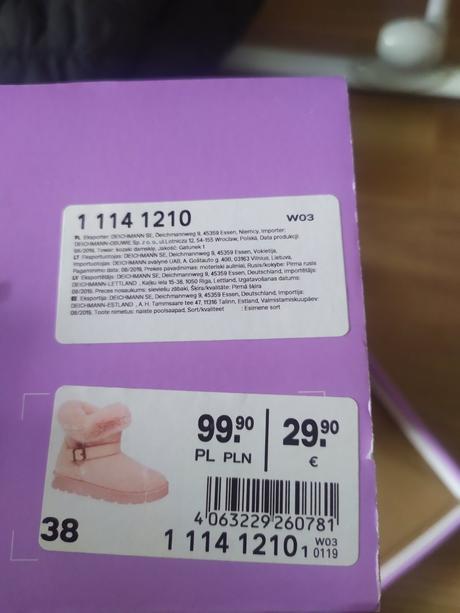 1 114 1210 W03
PL Eksporter: DEICHMANN SE, Deichmannweg 9, 45359 Essen, Niemcy, Importer:
DEICHMANN-OBUWIE Sp. z o. o., ul.Lotnicza 12, 54-155 Wrocław, Polska, Data produkcji:
08/2019, Towar: kozaki damskie, Jakość: Gatunek 1
LT Eksportuotojas: DEICHMANN SE, Deichmannweg 9, 45359 Essen, Vokietija,
Importuotojas: DEICHMANN avalynė UAB, A. Goštauto g. 40B, 03163 Vilnius, Lietuva,
Pagaminimo data: 08/2019, Prekės pavadinimas: moteriški auliniai, Rūšis/kokybė: Pirma rūšis
LV Eksportētājs: DEICHMANN SE, Deichmannweg 9, 45359 Essen, Deutschland, Importētājs:
DEICHMANN-LETTLAND , Kaļķu iela 15-38, 1050 Riga, Lettland, Izgatavošanas datums:
08/2019, Preces nosaukums: sieviešu zābaki, Šķira/kvalitāte: Pirmā šķira
EE Eksportija: DEICHMANN SE, Deichmannweg 9, 45359 Essen, Deutschland, Importija:
DEICHMANN-ESTLAND , A. H. Tammsaare tee 47, 11316 Talinn, Estland, Valmistamiskuupäev:
08/2019, Toote nimetus: naiste poolsaapad, Sort/kvaliteet : Esimene sort
99.90 29.90
PL PLN €
4 063229 260781
38 1 114 1210 1 W03
0119